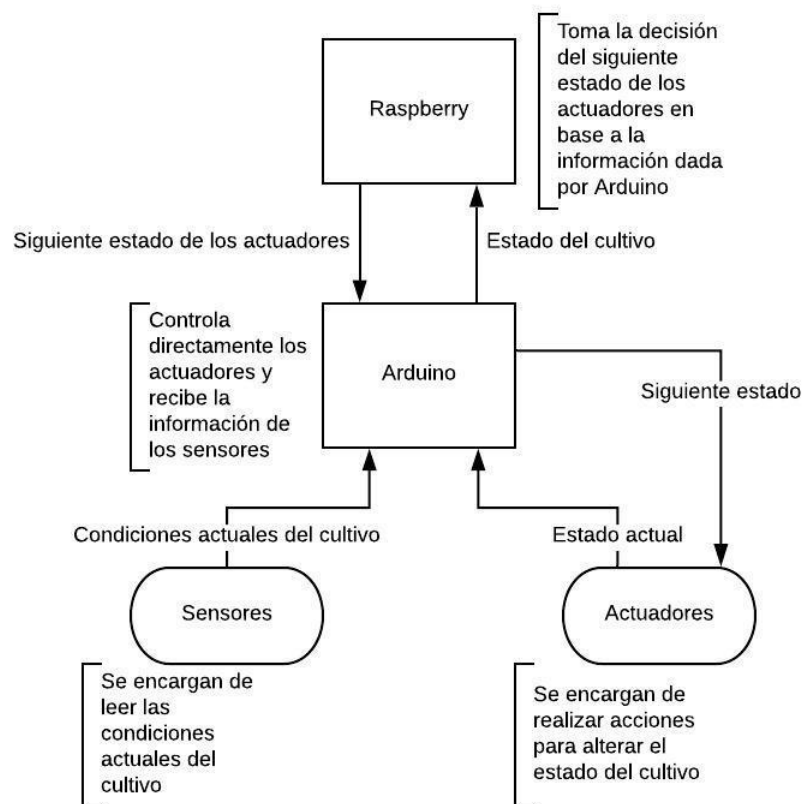 Toma la decisión
del siguiente
estado de los
actuadores en
base a la
información dada
por Arduino
Raspberry
Siguiente estado de los actuadores
Estado del cultivo
Controla
directamente los
actuadores y
recibe la
información de
los sensores
Arduino
Siguiente estado
Condiciones actuales del cultivo
Estado actual
Sensores
Actuadores
Se encargan de
leer las
condiciones
actuales del
cultivo
Se encargan de
realizar acciones
para alterar el
estado del cultivo